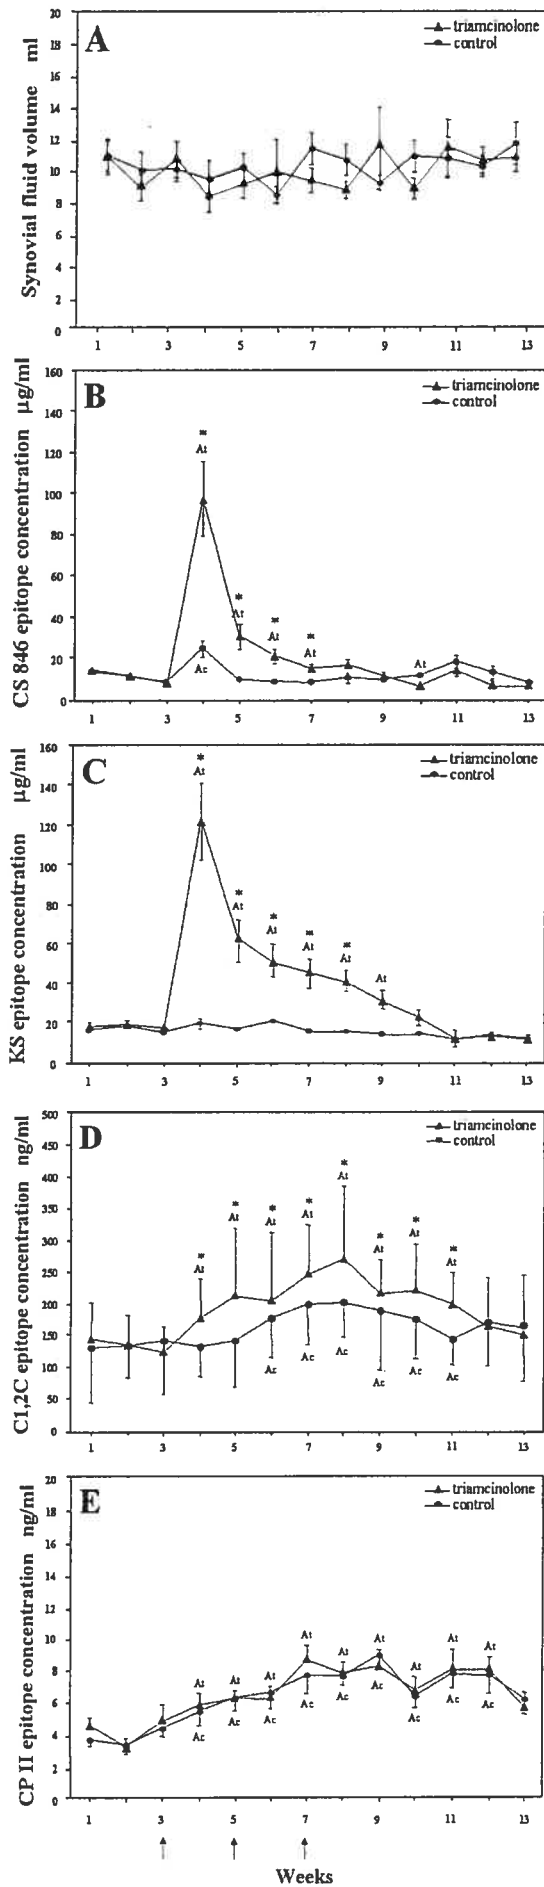 A
triamcinolone
control
Synovial fluid volume ml
20
18
16
14
12
10
8
6
4
2
0
1 3 5 7 9 11 13
B
triamcinolone
control
CS 846 epitope concentration µg/ml
160
140
120
100
80
60
40
20
0
*
At
Ac
*
At
*
At
*
At
At
1 3 5 7 9 11 13
C
triamcinolone
control
KS epitope concentration µg/ml
160
140
120
100
80
60
40
20
0
*
At
*
At
*
At
*
At
*
At
At
1 3 5 7 9 11 13
D
triamcinolone
control
C1,2C epitope concentration ng/ml
500
450
400
350
300
250
200
150
100
50
0
* * * * * * * *
At At At At At At At At
Ac Ac Ac Ac Ac Ac
1 3 5 7 9 11 13
E
triamcinolone
control
CP II epitope concentration ng/ml
20
18
16
14
12
10
8
6
4
2
0
At At At At At At At At At
Ac Ac Ac Ac Ac Ac Ac Ac Ac
1 3 5 7 9 11 13
Weeks